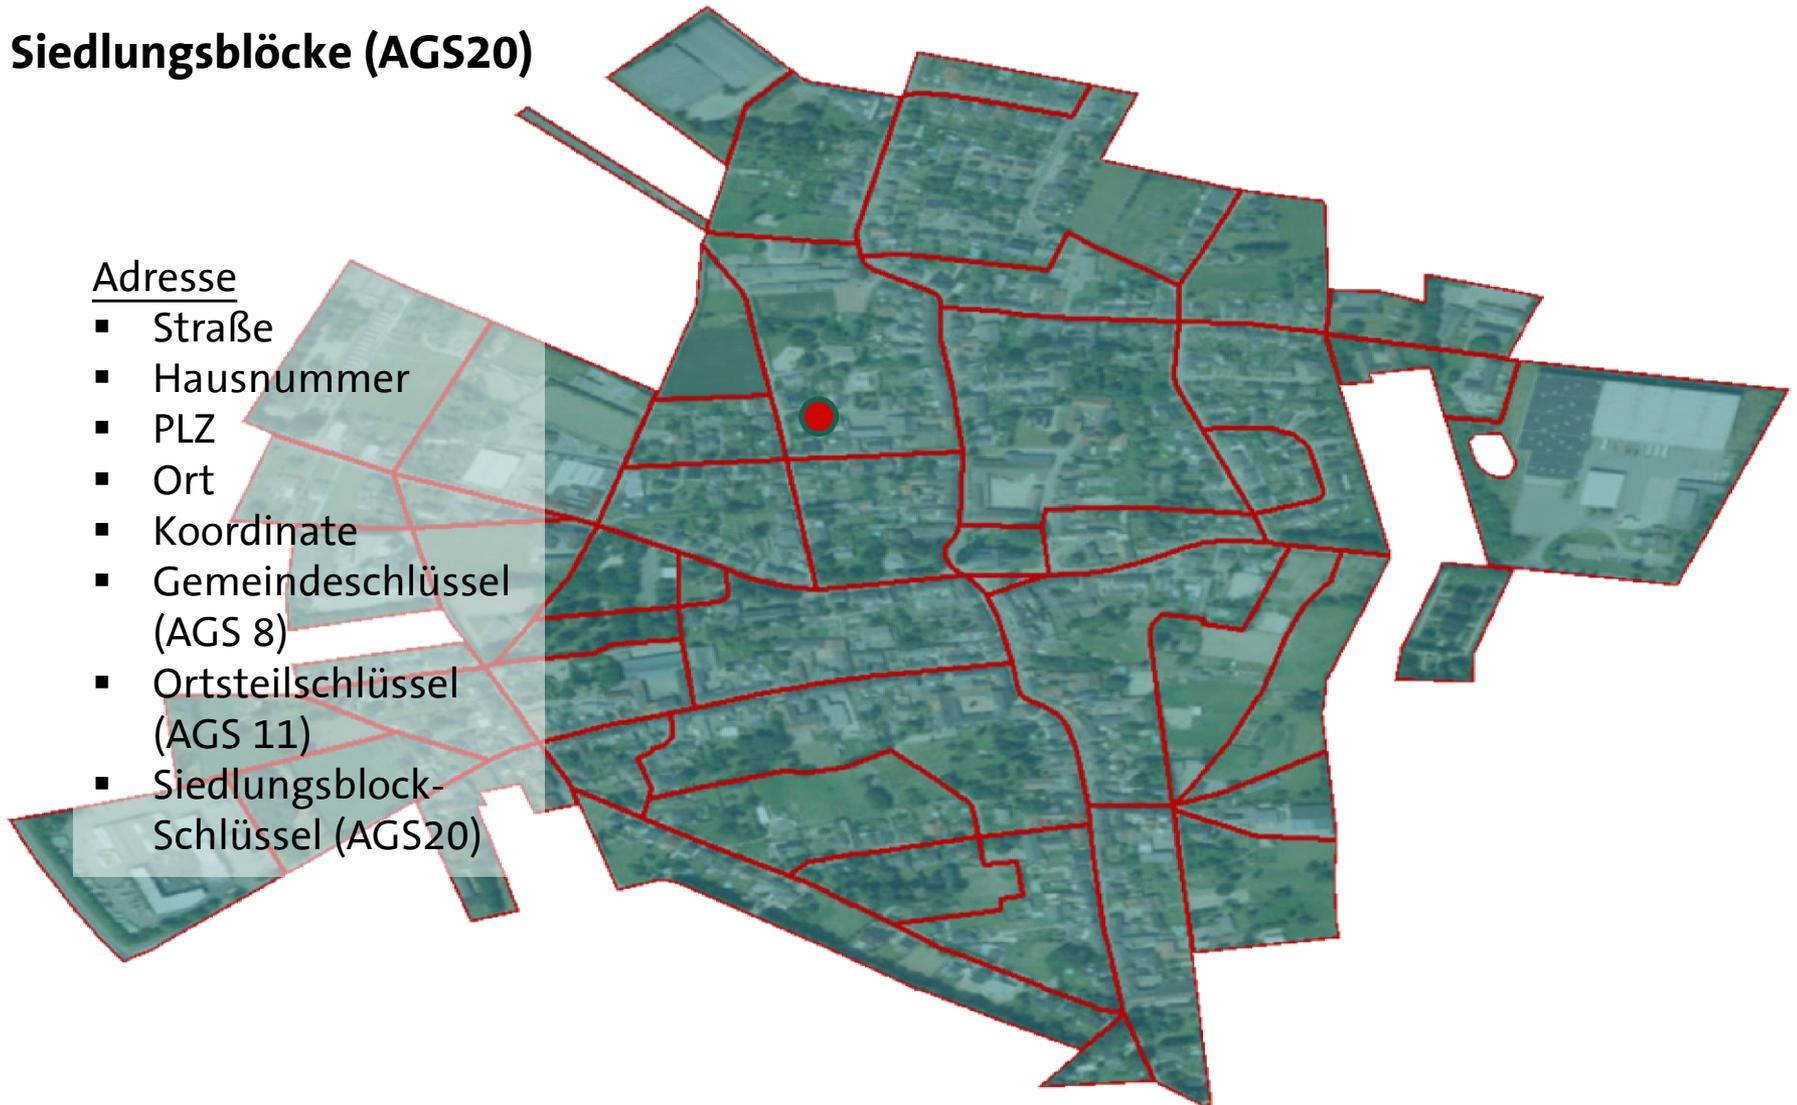 Siedlungsblöcke (AGS20)
Adresse
▪ Straße
▪ Hausnummer
▪ PLZ
▪ Ort
▪ Koordinate
▪ Gemeindeschlüssel
(AGS 8)
▪ Ortsteilschlüssel
(AGS 11)
▪ Siedlungsblock-
Schlüssel (AGS20)